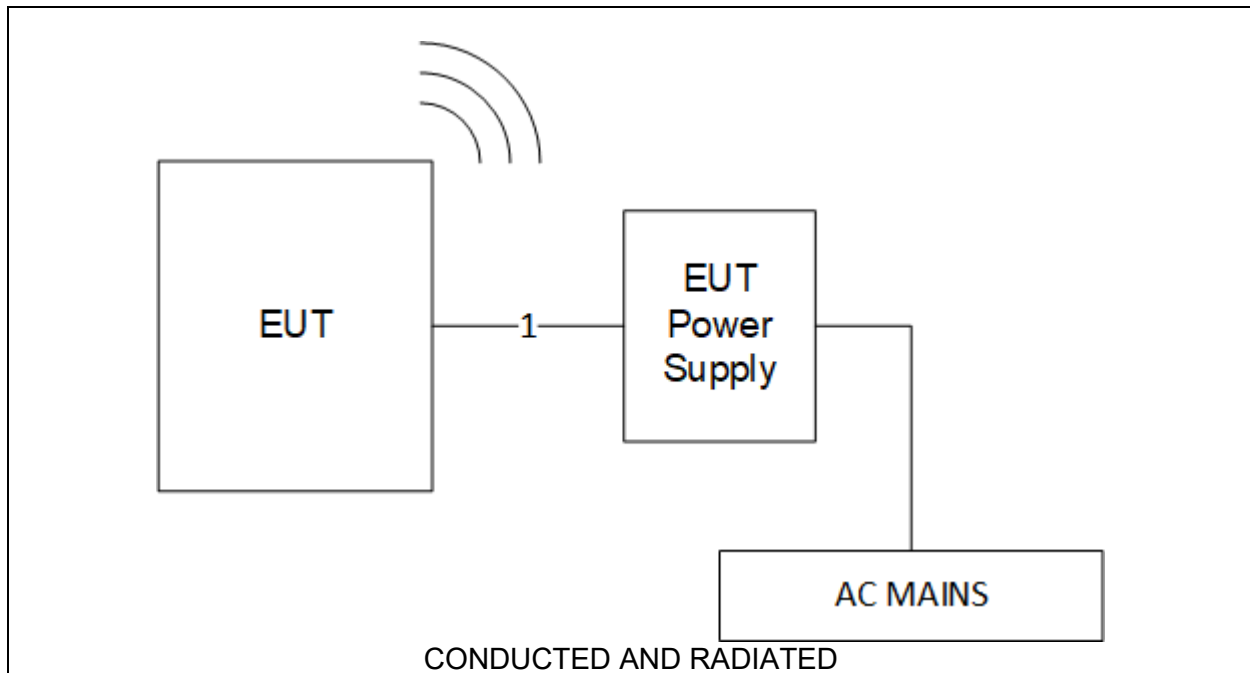 EUT
1
EUT
Power
Supply
AC MAINS
CONDUCTED AND RADIATED